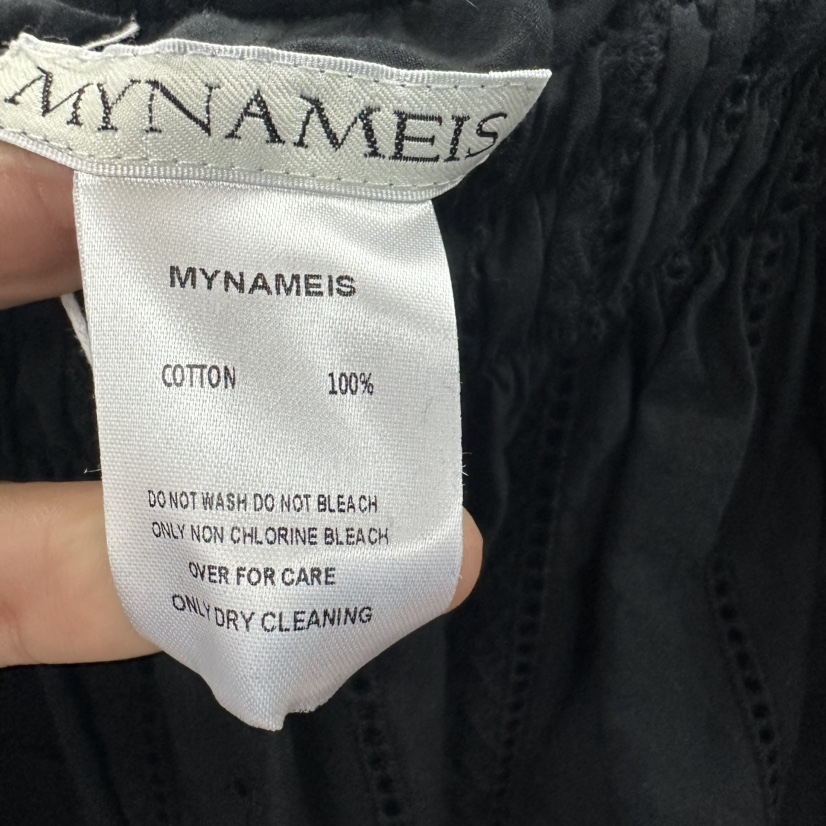 MYNAMEIS
MYNAMEIS
COTTON 100%
DO NOT WASH DO NOT BLEACH
ONLY NON CHLORINE BLEACH
OVER FOR CARE
ONLY DRY CLEANING